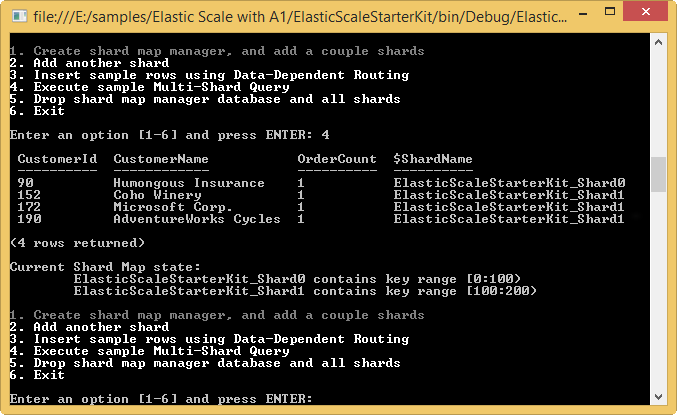 file:///E:/samples/Elastic Scale with A1/ElasticScaleStarterKit/bin/Debug/Elastic...
1. Create shard map manager, and add a couple shards
2. Add another shard
3. Insert sample rows using Data-Dependent Routing
4. Execute sample Multi-Shard Query
5. Drop shard map manager database and all shards
6. Exit
Enter an option [1-6] and press ENTER: 4
CustomerId CustomerName OrderCount $ShardName
---------- ------------ ---------- ----------
90 Humongous Insurance 1 ElasticScaleStarterKit_Shard0
152 Coho Winery 1 ElasticScaleStarterKit_Shard1
172 Microsoft Corp. 1 ElasticScaleStarterKit_Shard1
190 AdventureWorks Cycles 1 ElasticScaleStarterKit_Shard1
(4 rows returned)
Current Shard Map state:
ElasticScaleStarterKit_Shard0 contains key range [0:100)
ElasticScaleStarterKit_Shard1 contains key range [100:200)
1. Create shard map manager, and add a couple shards
2. Add another shard
3. Insert sample rows using Data-Dependent Routing
4. Execute sample Multi-Shard Query
5. Drop shard map manager database and all shards
6. Exit
Enter an option [1-6] and press ENTER: